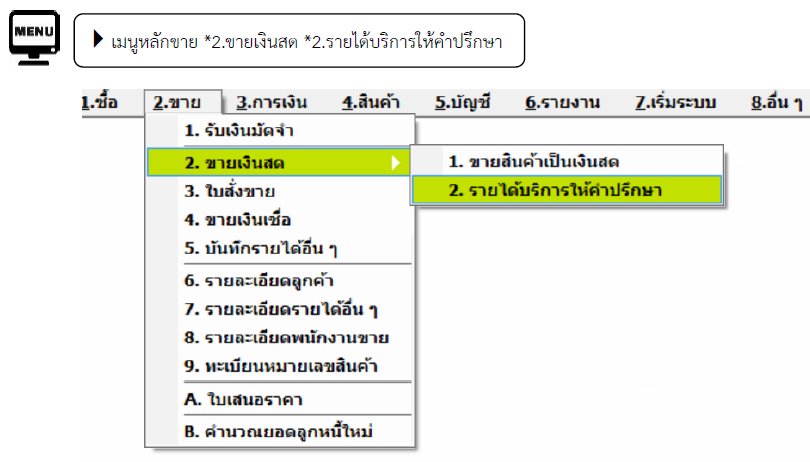 MENU
เมนูหลักขาย *2.ขายเงินสด *2.รายได้บริการให้คำปรึกษา
1.ซื้อ 2.ขาย 3.การเงิน 4.สินค้า 5.บัญชี 6.รายงาน 7.เริ่มระบบ 8.อื่น ๆ
1. รับเงินมัดจำ
2. ขายเงินสด
1. ขายสินค้าเป็นเงินสด
2. รายได้บริการให้คำปรึกษา
3. ใบสั่งขาย
4. ขายเงินเชื่อ
5. บันทึกรายได้อื่น ๆ
6. รายละเอียดลูกค้า
7. รายละเอียดรายได้อื่น ๆ
8. รายละเอียดพนักงานขาย
9. ทะเบียนหมายเลขสินค้า
A. ใบเสนอราคา
B. คำนวณยอดลูกหนี้ใหม่